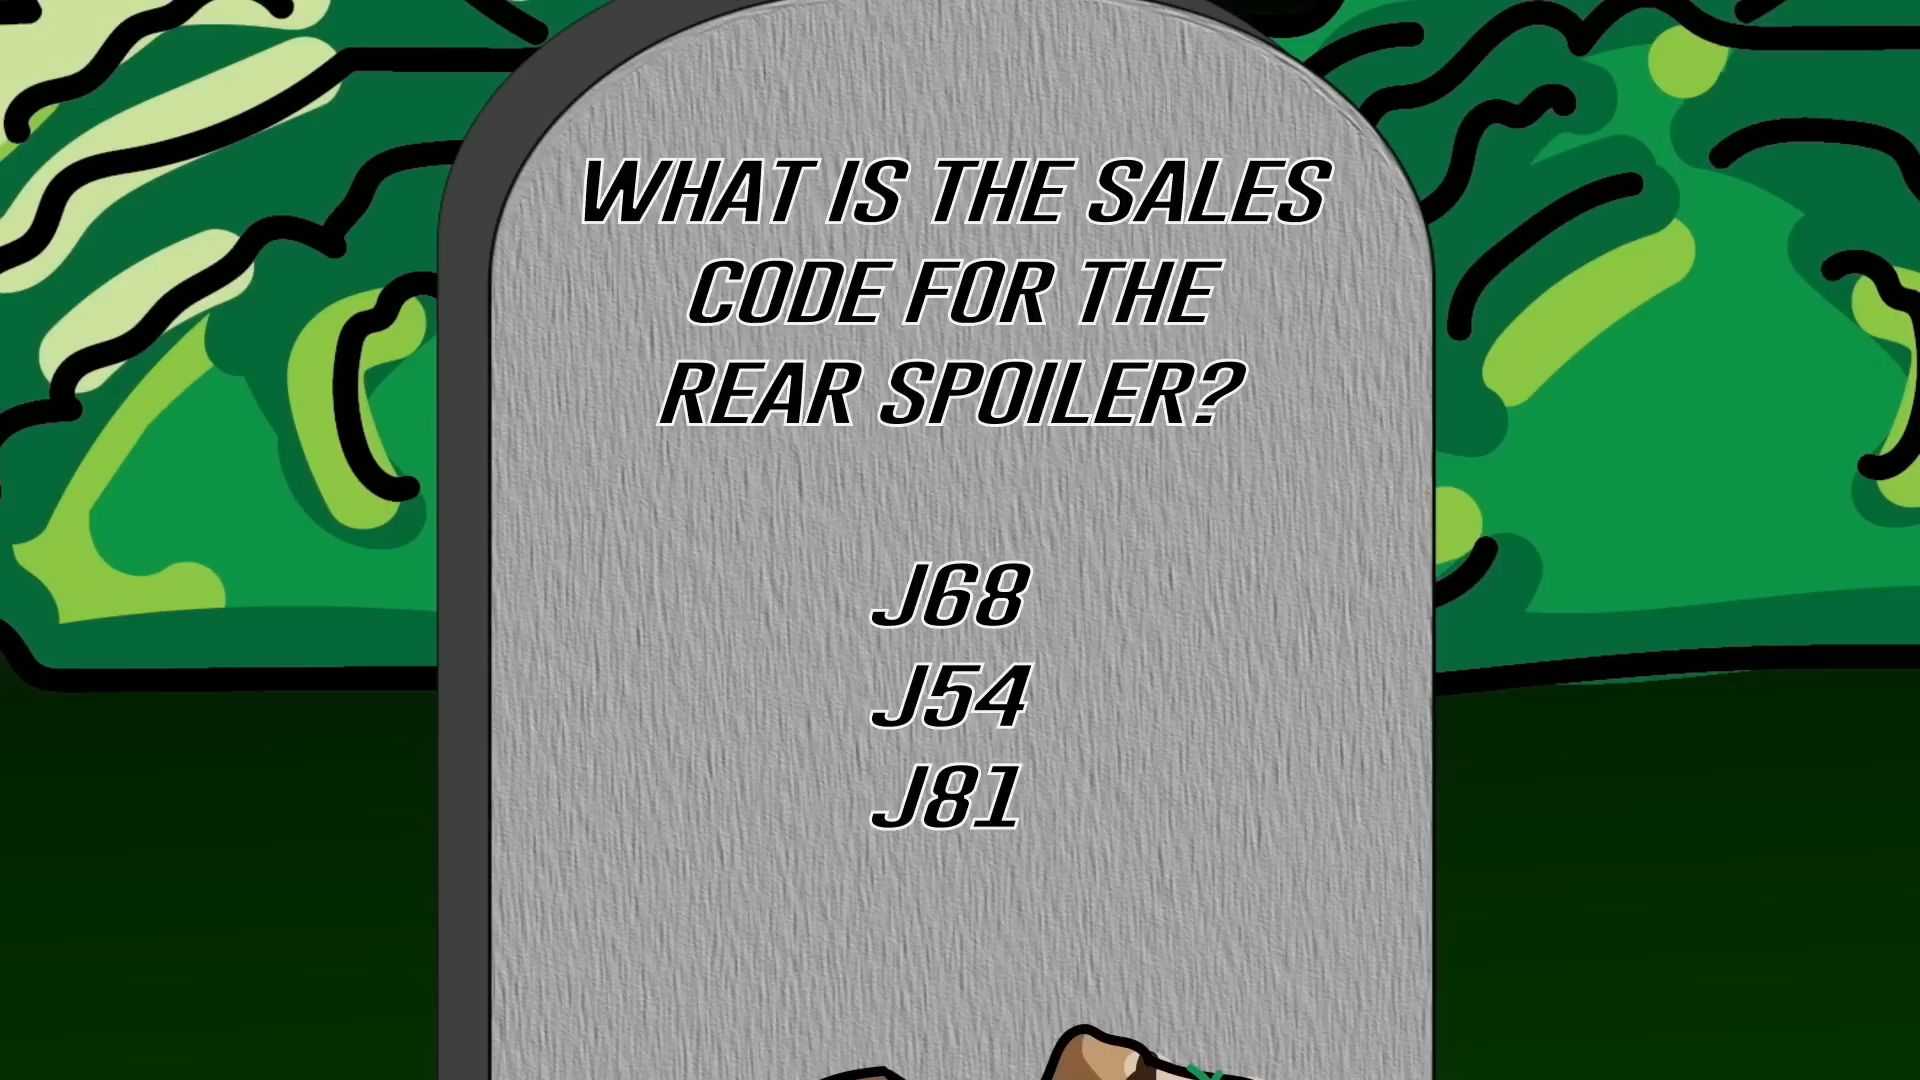 WHAT IS THE SALES
CODE FOR THE
REAR SPOILER?
J68
J54
J81